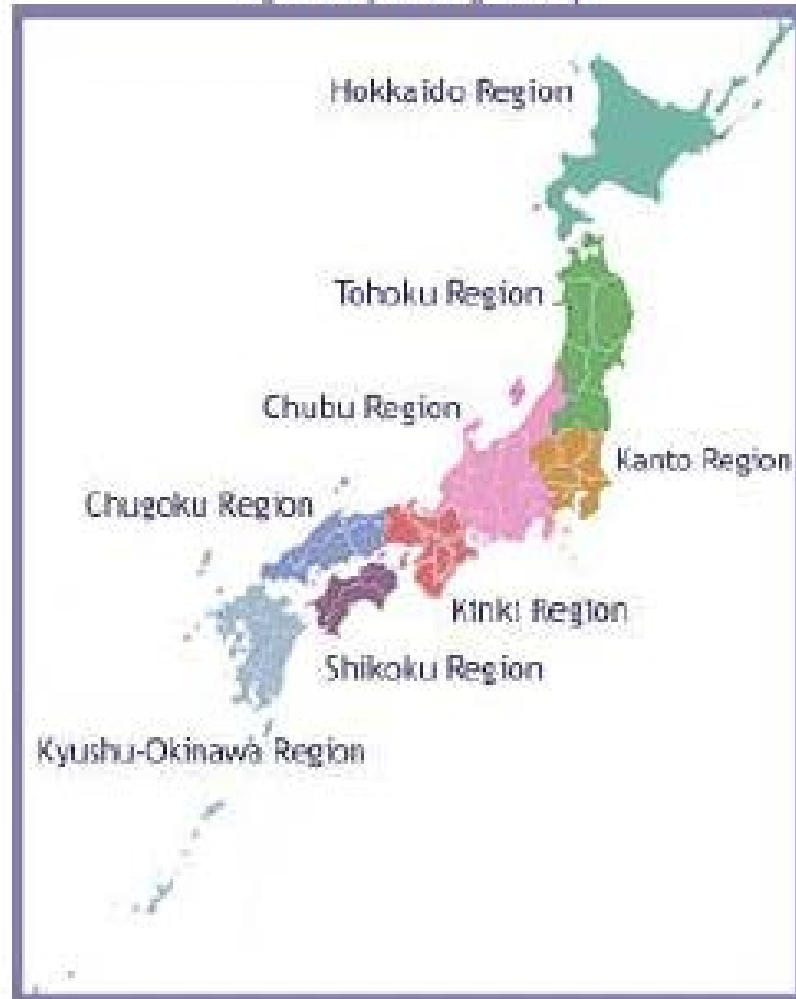 Hokkaido Region
Tohoku Region
Chubu Region
Kanto Region
Chugoku Region
Kinki Region
Shikoku Region
Kyushu-Okinawa Region